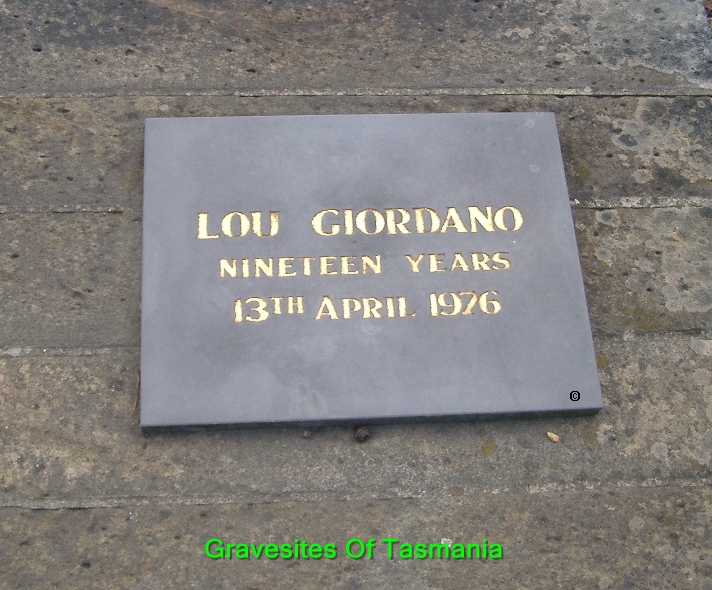 LOU GIORDANO
NINETEEN YEARS
13TH APRIL 1976
©
Gravesites Of Tasmania